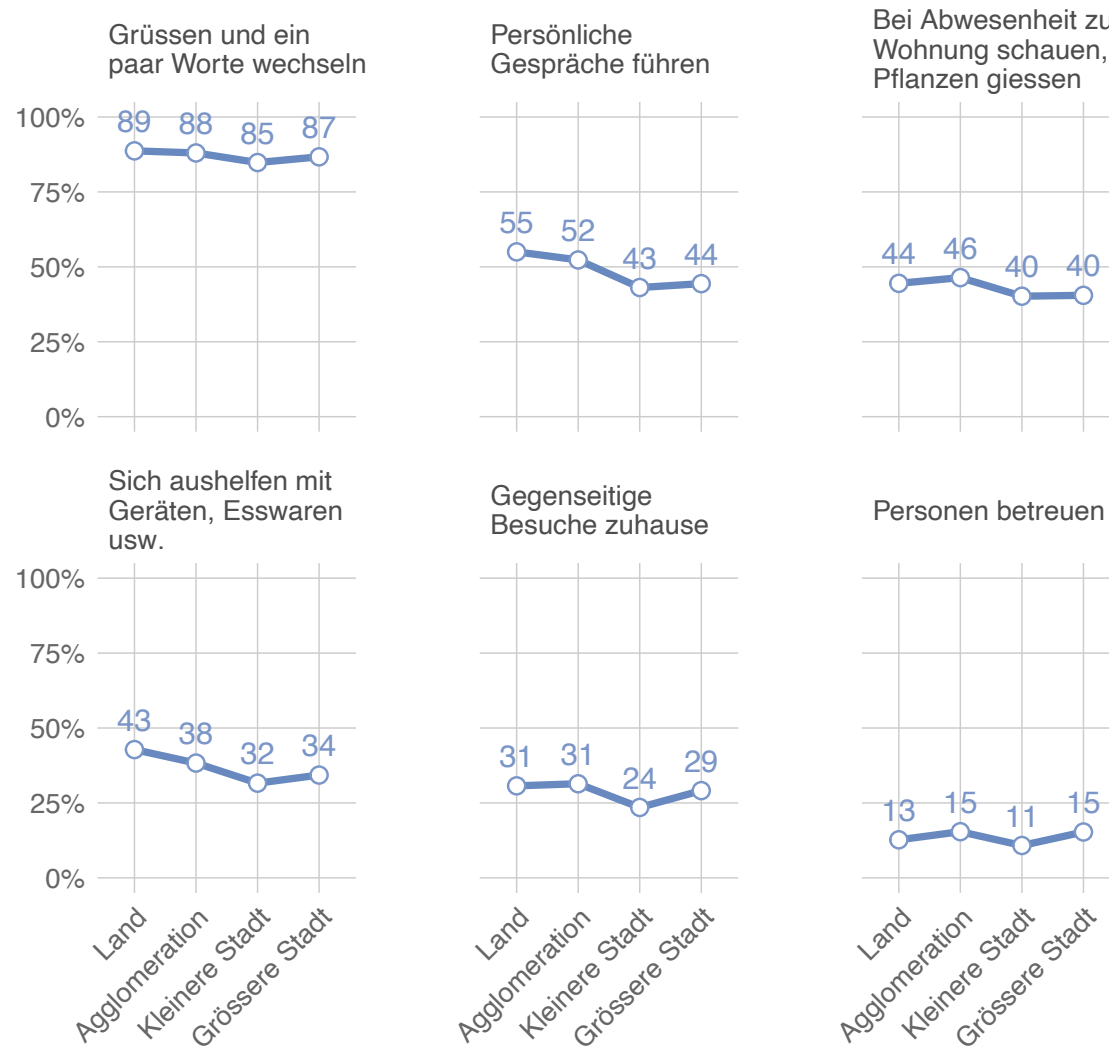 Grüssen und ein
paar Worte wechseln
Persönliche
Gespräche führen
Bei Abwesenheit zu
Wohnung schauen,
Pflanzen giessen
100%
75%
50%
25%
0%
89 88 85 87
55 52 43 44
44 46 40 40
Sich aushelfen mit
Geräten, Esswaren
usw.
Gegenseitige
Besuche zuhause
Personen betreuen
100%
75%
50%
25%
0%
43 38 32 34
31 31 24 29
13 15 11 15
Land
Agglomeration
Kleinere Stadt
Grössere Stadt
Land
Agglomeration
Kleinere Stadt
Grössere Stadt
Land
Agglomeration
Kleinere Stadt
Grössere Stadt